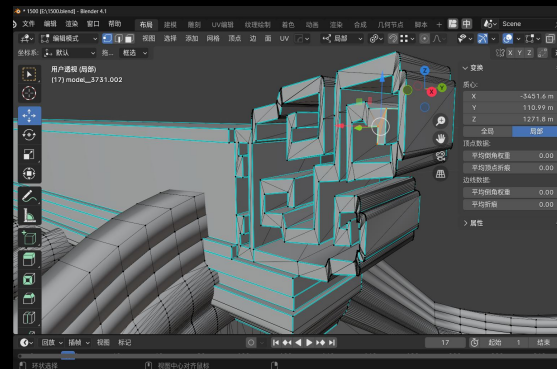 * 1500 [E:\1500.blend] - Blender 4.1
文件 编辑 渲染 窗口 帮助 布局 建模 雕刻 UV编辑 纹理绘制 着色 动画 渲染 合成 几何节点 脚本 + 中 Scene
编辑模式 视图 选择 添加 网格 顶点 边 面 UV 局部
坐标系: 默认 拖... 框选 X Y Z
用户透视 (局部)
(17) model._3731.002
Z
Y
X
变换
质心:
X -3451.6 m
Y 110.99 m
Z 1271.8 m
全局 局部
顶点数据:
平均倒角权重 0.00
平均顶点折痕 0.00
边线数据:
平均倒角权重 0.00
平均折痕 0.00
属性
回放 插帧 视图 标记 17 起始 1 结束
环状选择 视图中心对齐鼠标